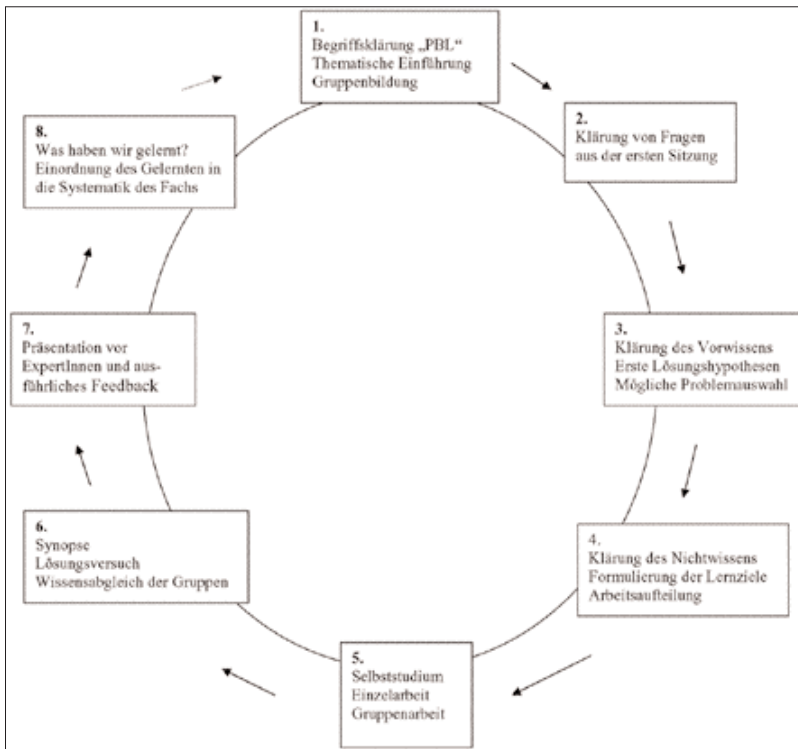 1.
Begriffsklärung „PBL“
Thematische Einführung
Gruppenbildung
2.
Klärung von Fragen
aus der ersten Sitzung
3.
Klärung des Vorwissens
Erste Lösungshypothesen
Mögliche Problemauswahl
4.
Klärung des Nichtwissens
Formulierung der Lernziele
Arbeitsaufteilung
5.
Selbststudium
Einzelarbeit
Gruppenarbeit
6.
Synopse
Lösungsversuch
Wissensabgleich der Gruppen
7.
Präsentation vor
ExpertInnen und aus-
führliches Feedback
8.
Was haben wir gelernt?
Einordnung des Gelernten in
die Systematik des Fachs